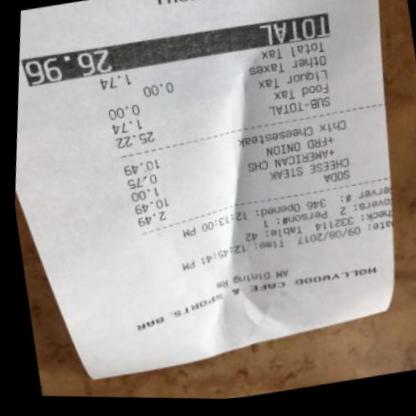 HOLLYWOOD CAFE & SPORTS BAR
AM Dining Rm
ate: 09/08/2017 Time: 12:45:41 PM
heck: 332114 Table: 42
overs: 2 Person#: 1
erver #: 346 Opened: 12:13:00 PM
SODA 2.49
CHEESE STEAK 10.49
+AMERICAN CHS 1.00
+FRD ONION 0.75
Chix Cheesesteak 10.49
SUB-TOTAL 25.22
Food Tax 1.74
Liquor Tax 0.00
Other Taxes 0.00
Total Tax 1.74
TOTAL 26.96